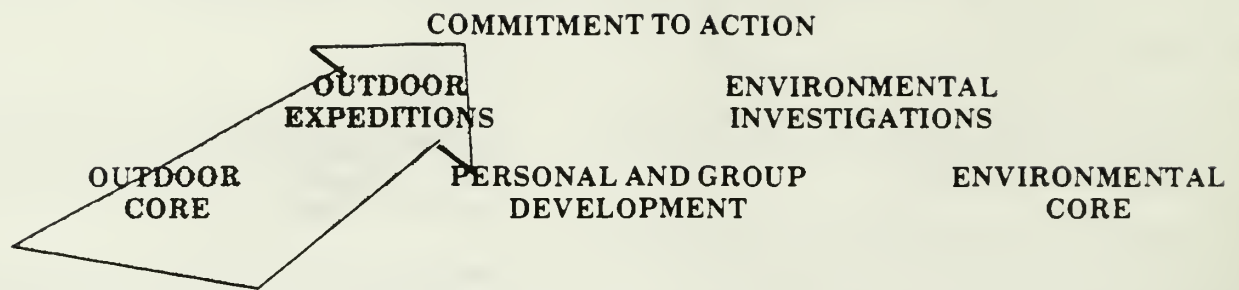 COMMITMENT TO ACTION
OUTDOOR
EXPEDITIONS
ENVIRONMENTAL
INVESTIGATIONS
OUTDOOR
CORE
PERSONAL AND GROUP
DEVELOPMENT
ENVIRONMENTAL
CORE